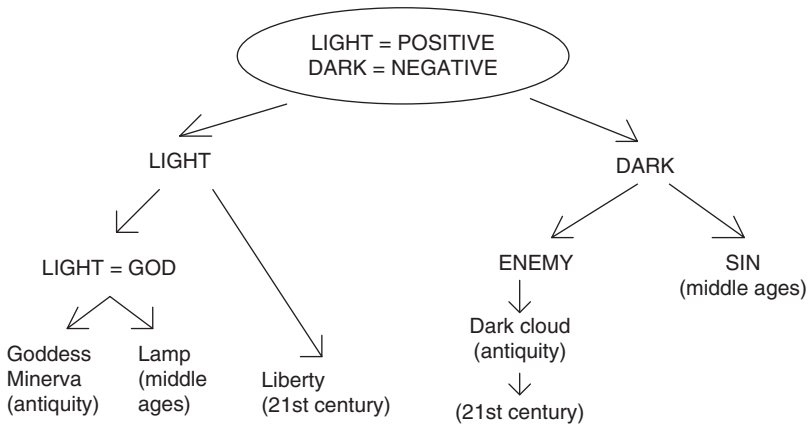 LIGHT = POSITIVE
DARK = NEGATIVE
LIGHT
DARK
LIGHT = GOD
ENEMY
SIN
(middle ages)
Goddess
Minerva
(antiquity)
Lamp
(middle
ages)
Liberty
(21st century)
Dark cloud
(antiquity)
(21st century)